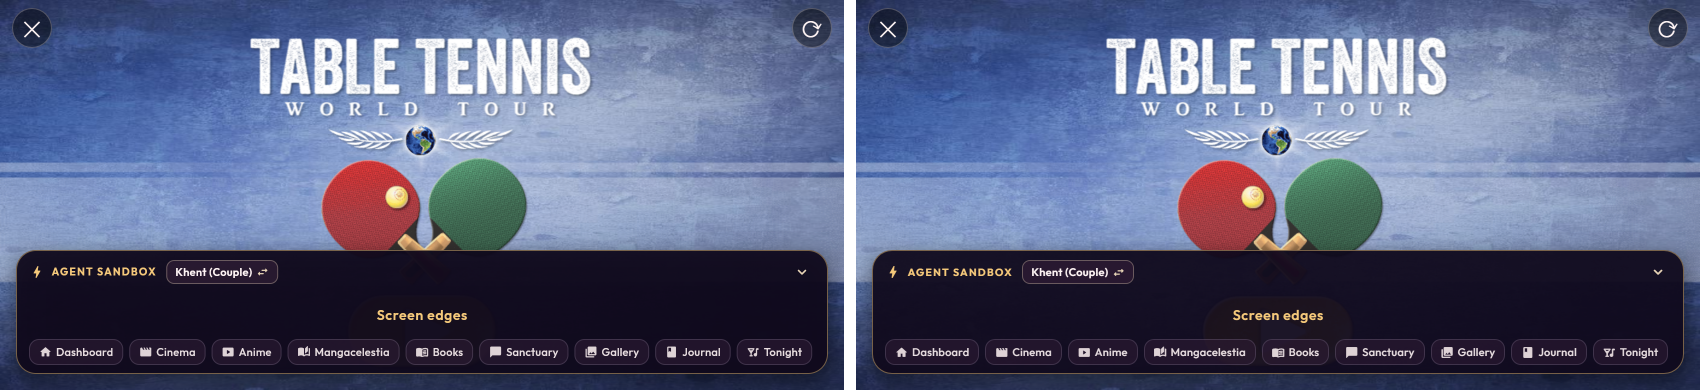 TABLE TENNIS
WORLD TOUR
AGENT SANDBOX Khent (Couple)
Screen edges
Dashboard Cinema Anime Mangacelestia Books Sanctuary Gallery Journal Tonight
TABLE TENNIS
WORLD TOUR
AGENT SANDBOX Khent (Couple)
Screen edges
Dashboard Cinema Anime Mangacelestia Books Sanctuary Gallery Journal Tonight